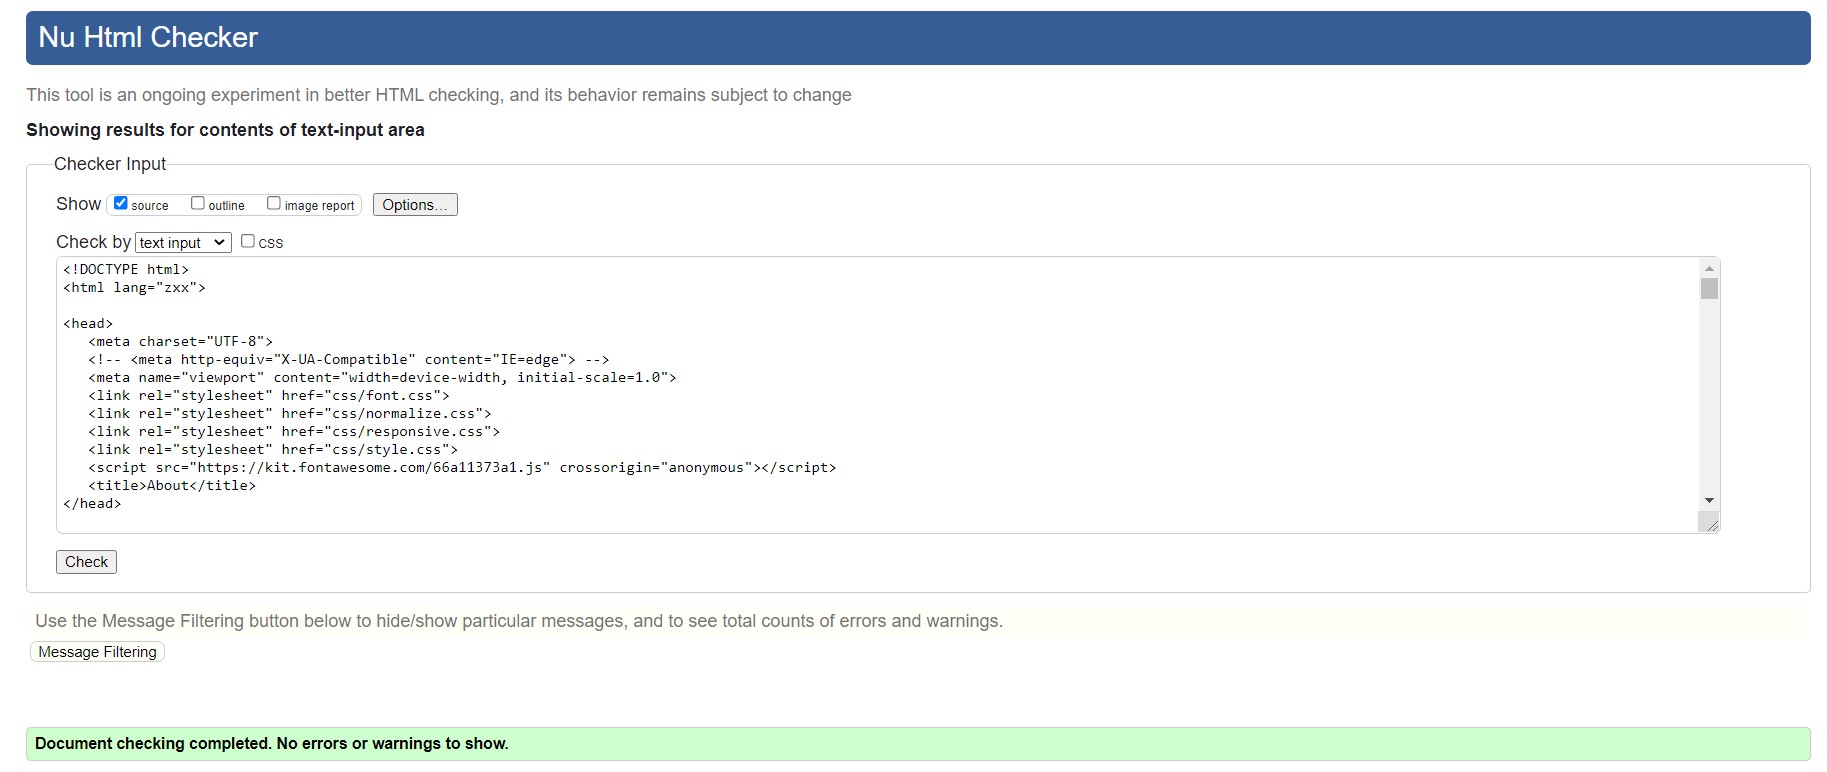 Nu Html Checker
This tool is an ongoing experiment in better HTML checking, and its behavior remains subject to change
Showing results for contents of text-input area
Checker Input
Show source outline image report Options...
Check by text input css
<!DOCTYPE html>
<html lang="zxx">
<head>
<meta charset="UTF-8">
<!-- <meta http-equiv="X-UA-Compatible" content="IE=edge"> -->
<meta name="viewport" content="width=device-width, initial-scale=1.0">
<link rel="stylesheet" href="css/font.css">
<link rel="stylesheet" href="css/normalize.css">
<link rel="stylesheet" href="css/responsive.css">
<link rel="stylesheet" href="css/style.css">
<script src="https://kit.fontawesome.com/66a11373a1.js" crossorigin="anonymous"></script>
<title>About</title>
</head>
Check
Use the Message Filtering button below to hide/show particular messages, and to see total counts of errors and warnings.
Message Filtering
Document checking completed. No errors or warnings to show.